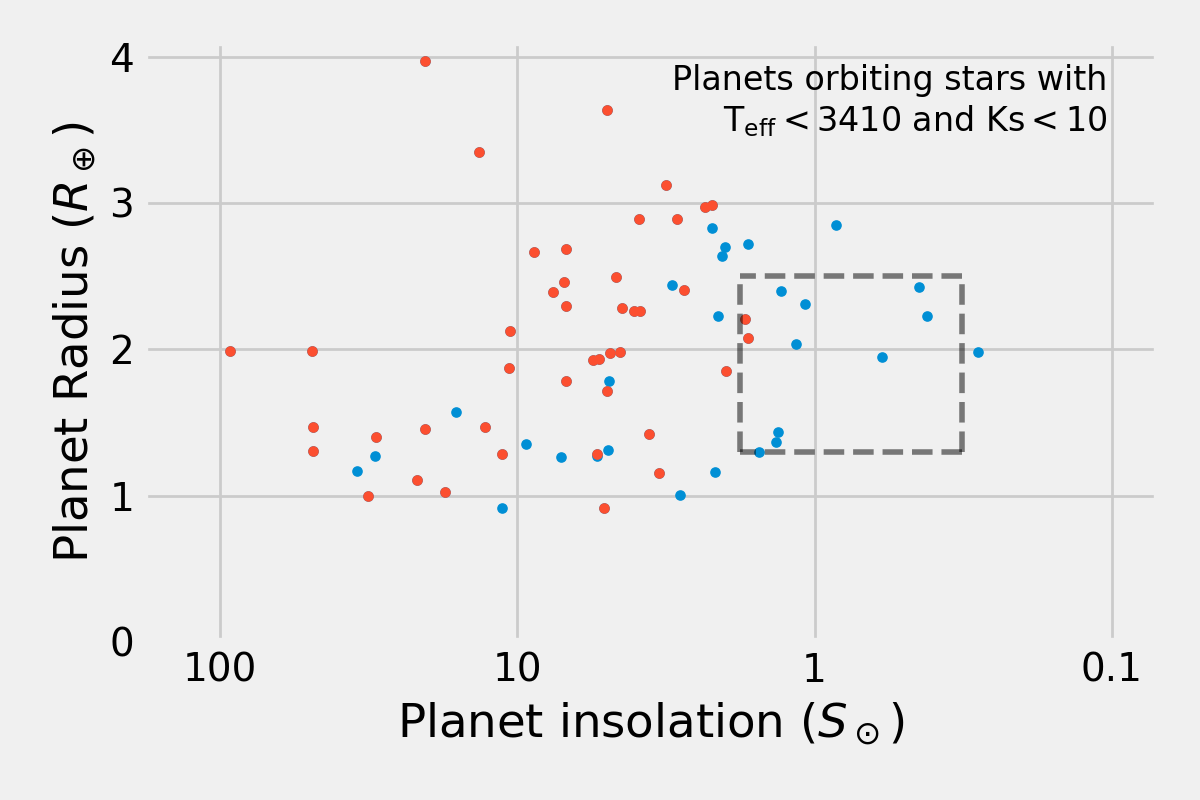 Planets orbiting stars with
T_eff < 3410 and Ks < 10
4
3
2
1
0
Planet Radius (R⊕)
100 10 1 0.1
Planet insolation (S⊙)